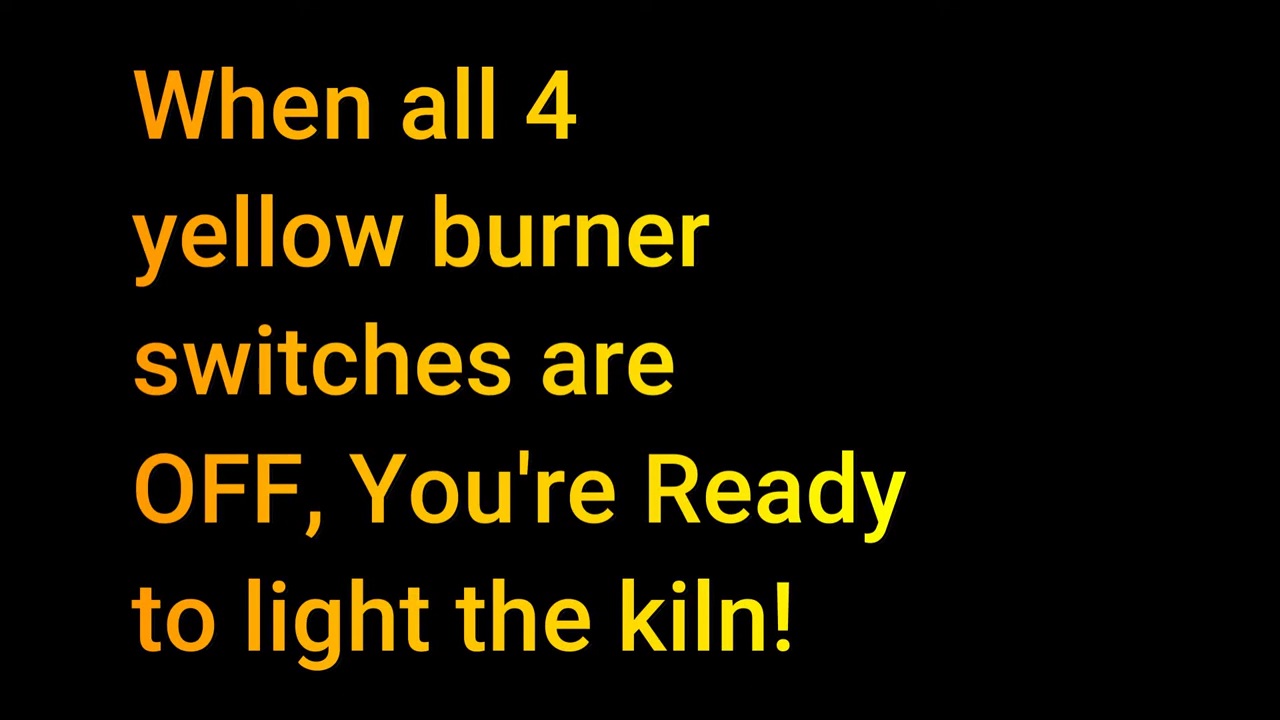 When all 4
yellow burner
switches are
OFF, You're Ready
to light the kiln!